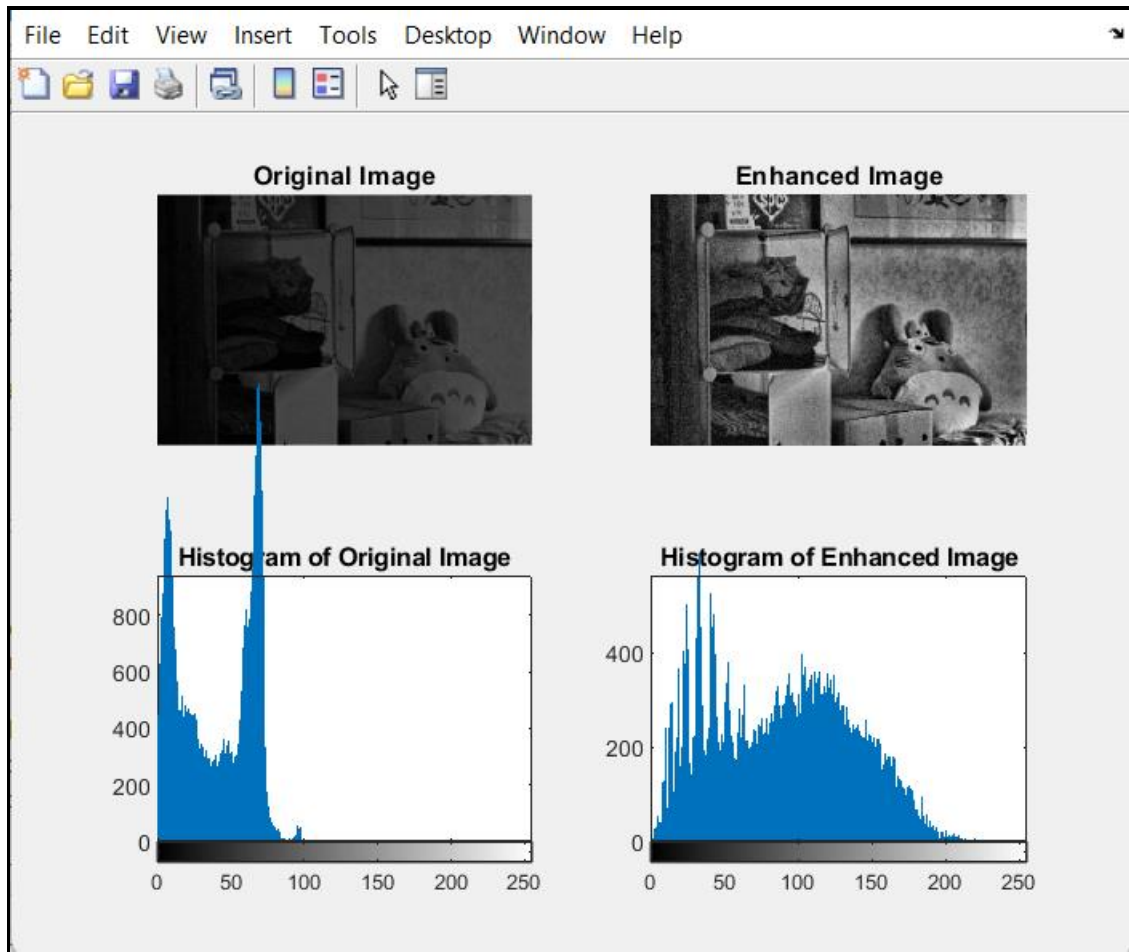 File Edit View Insert Tools Desktop Window Help
Original Image
Enhanced Image
Histogram of Original Image
800
600
400
200
0
0 50 100 150 200 250
Histogram of Enhanced Image
400
200
0
0 50 100 150 200 250